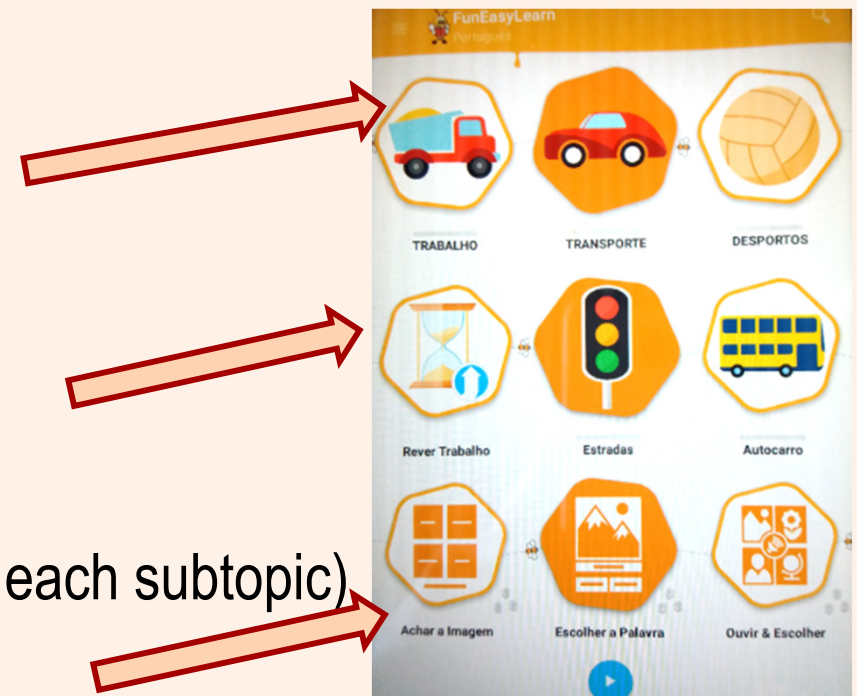 FunEasyLearn
Português
TRABALHO
TRANSPORTE
DESPORTOS
Rever Trabalho
Estradas
Autocarro
each subtopic)
Achar a Imagem
Escolher a Palavra
Ouvir & Escolher